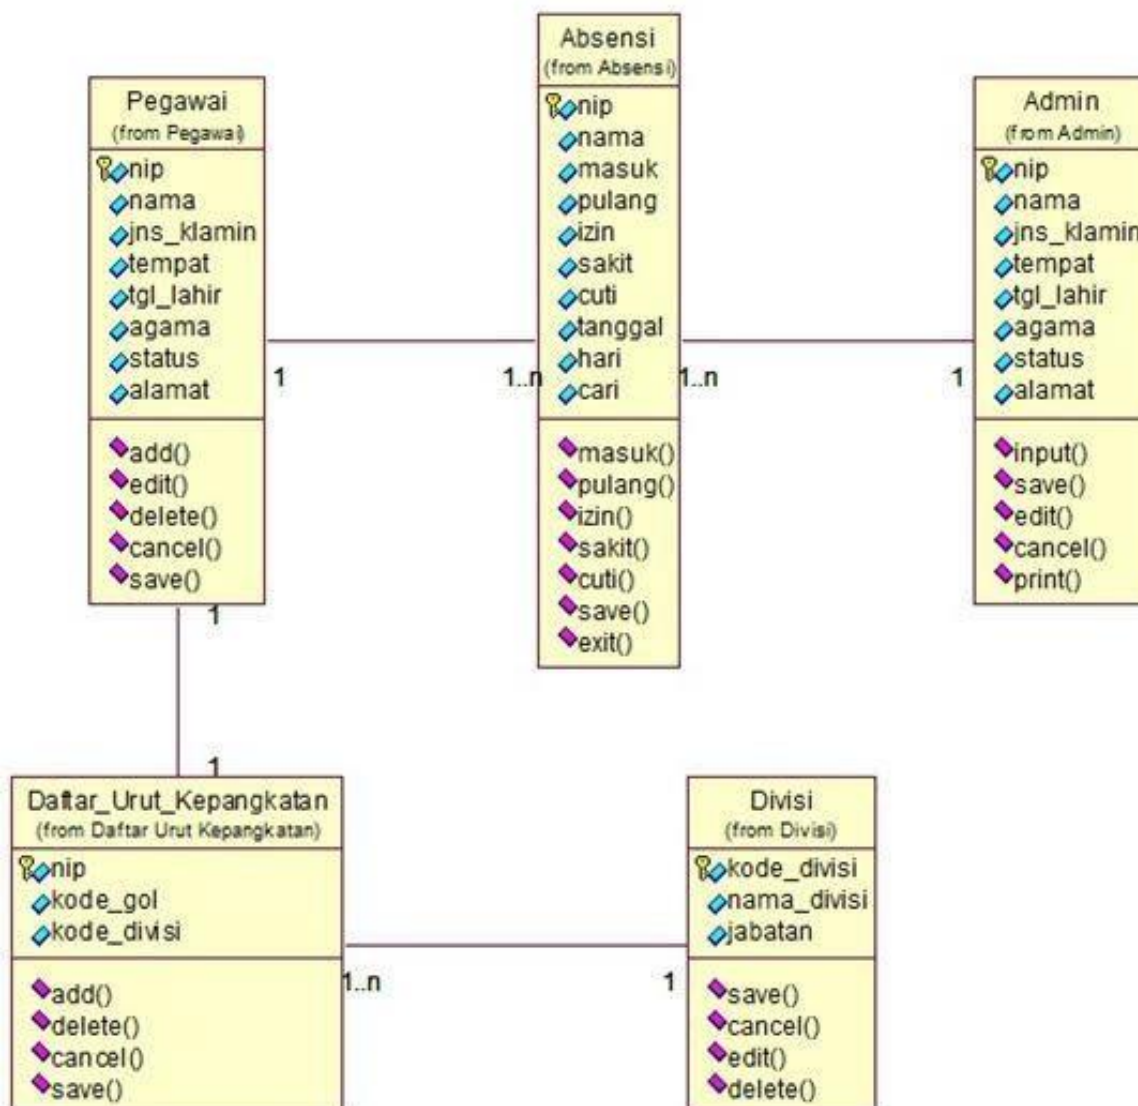 Pegawai
(from Pegawai)
nip
nama
jns_klamin
tempat
tgl_lahir
agama
status
alamat
add()
edit()
delete()
cancel()
save()
Absensi
(from Absensi)
nip
nama
masuk
pulang
izin
sakit
cuti
tanggal
hari
cari
masuk()
pulang()
izin()
sakit()
cuti()
save()
exit()
Admin
(from Admin)
nip
nama
jns_klamin
tempat
tgl_lahir
agama
status
alamat
input()
save()
edit()
cancel()
print()
1
1..n
1..n
1
1
1
Daftar_Urut_Kepangkatan
(from Daftar Urut Kepangkatan)
nip
kode_gol
kode_divisi
add()
delete()
cancel()
save()
1..n
1
Divisi
(from Divisi)
kode_divisi
nama_divisi
jabatan
save()
cancel()
edit()
delete()